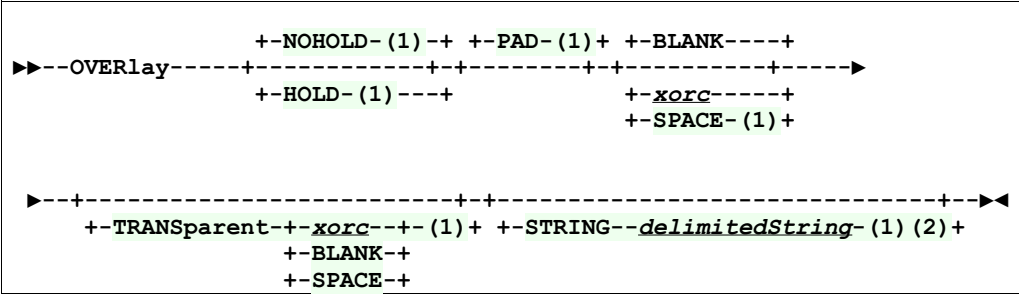 +-NOHOLD-(1)-+ +-PAD-(1)+ +-BLANK----+
►►--OVERlay-----+------------+-+--------+-+----------+-----►
+-HOLD-(1)---+ +-xorc-----+
+-SPACE-(1)+
►--+--------------------------+-+-------------------------------+--►◄
+-TRANSparent-+-xorc--+-(1)+ +-STRING--delimitedString-(1)(2)+
+-BLANK-+
+-SPACE-+